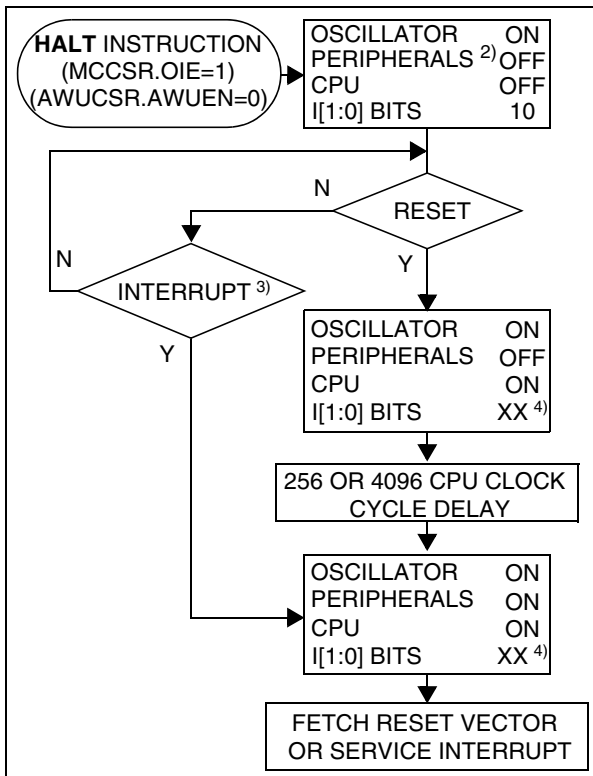 HALT INSTRUCTION
(MCCSR.OIE=1)
(AWUCSR.AWUEN=0)
OSCILLATOR ON
PERIPHERALS 2) OFF
CPU OFF
I[1:0] BITS 10
N
RESET
N
Y
INTERRUPT 3)
Y
OSCILLATOR ON
PERIPHERALS OFF
CPU ON
I[1:0] BITS XX 4)
256 OR 4096 CPU CLOCK
CYCLE DELAY
OSCILLATOR ON
PERIPHERALS ON
CPU ON
I[1:0] BITS XX 4)
FETCH RESET VECTOR
OR SERVICE INTERRUPT